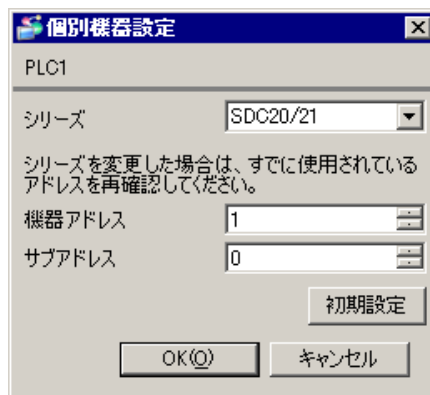 個別機器設定
PLC1
シリーズ
SDC20/21
シリーズを変更した場合は、すでに使用されている
アドレスを再確認してください。
機器アドレス
1
サブアドレス
0
初期設定
OK(O)
キャンセル